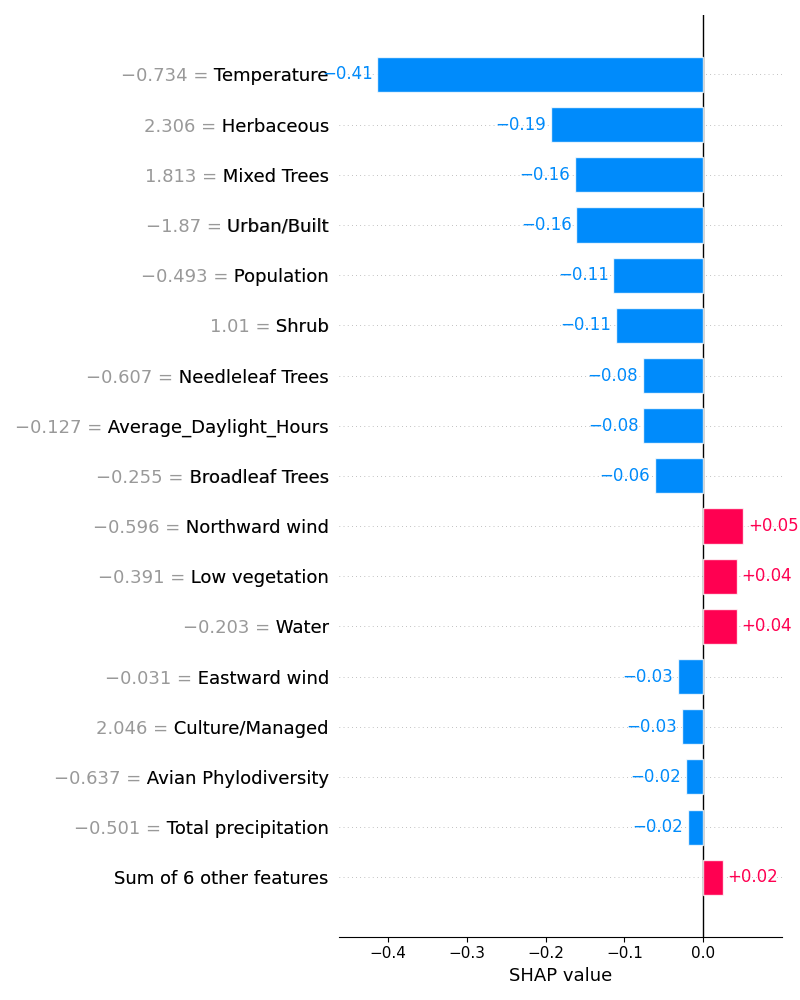 −0.734 = Temperature −0.41
2.306 = Herbaceous −0.19
1.813 = Mixed Trees −0.16
−1.87 = Urban/Built −0.16
−0.493 = Population −0.11
1.01 = Shrub −0.11
−0.607 = Needleleaf Trees −0.08
−0.127 = Average_Daylight_Hours −0.08
−0.255 = Broadleaf Trees −0.06
−0.596 = Northward wind +0.05
−0.391 = Low vegetation +0.04
−0.203 = Water +0.04
−0.031 = Eastward wind −0.03
2.046 = Culture/Managed −0.03
−0.637 = Avian Phylodiversity −0.02
−0.501 = Total precipitation −0.02
Sum of 6 other features +0.02
−0.4 −0.3 −0.2 −0.1 0.0
SHAP value